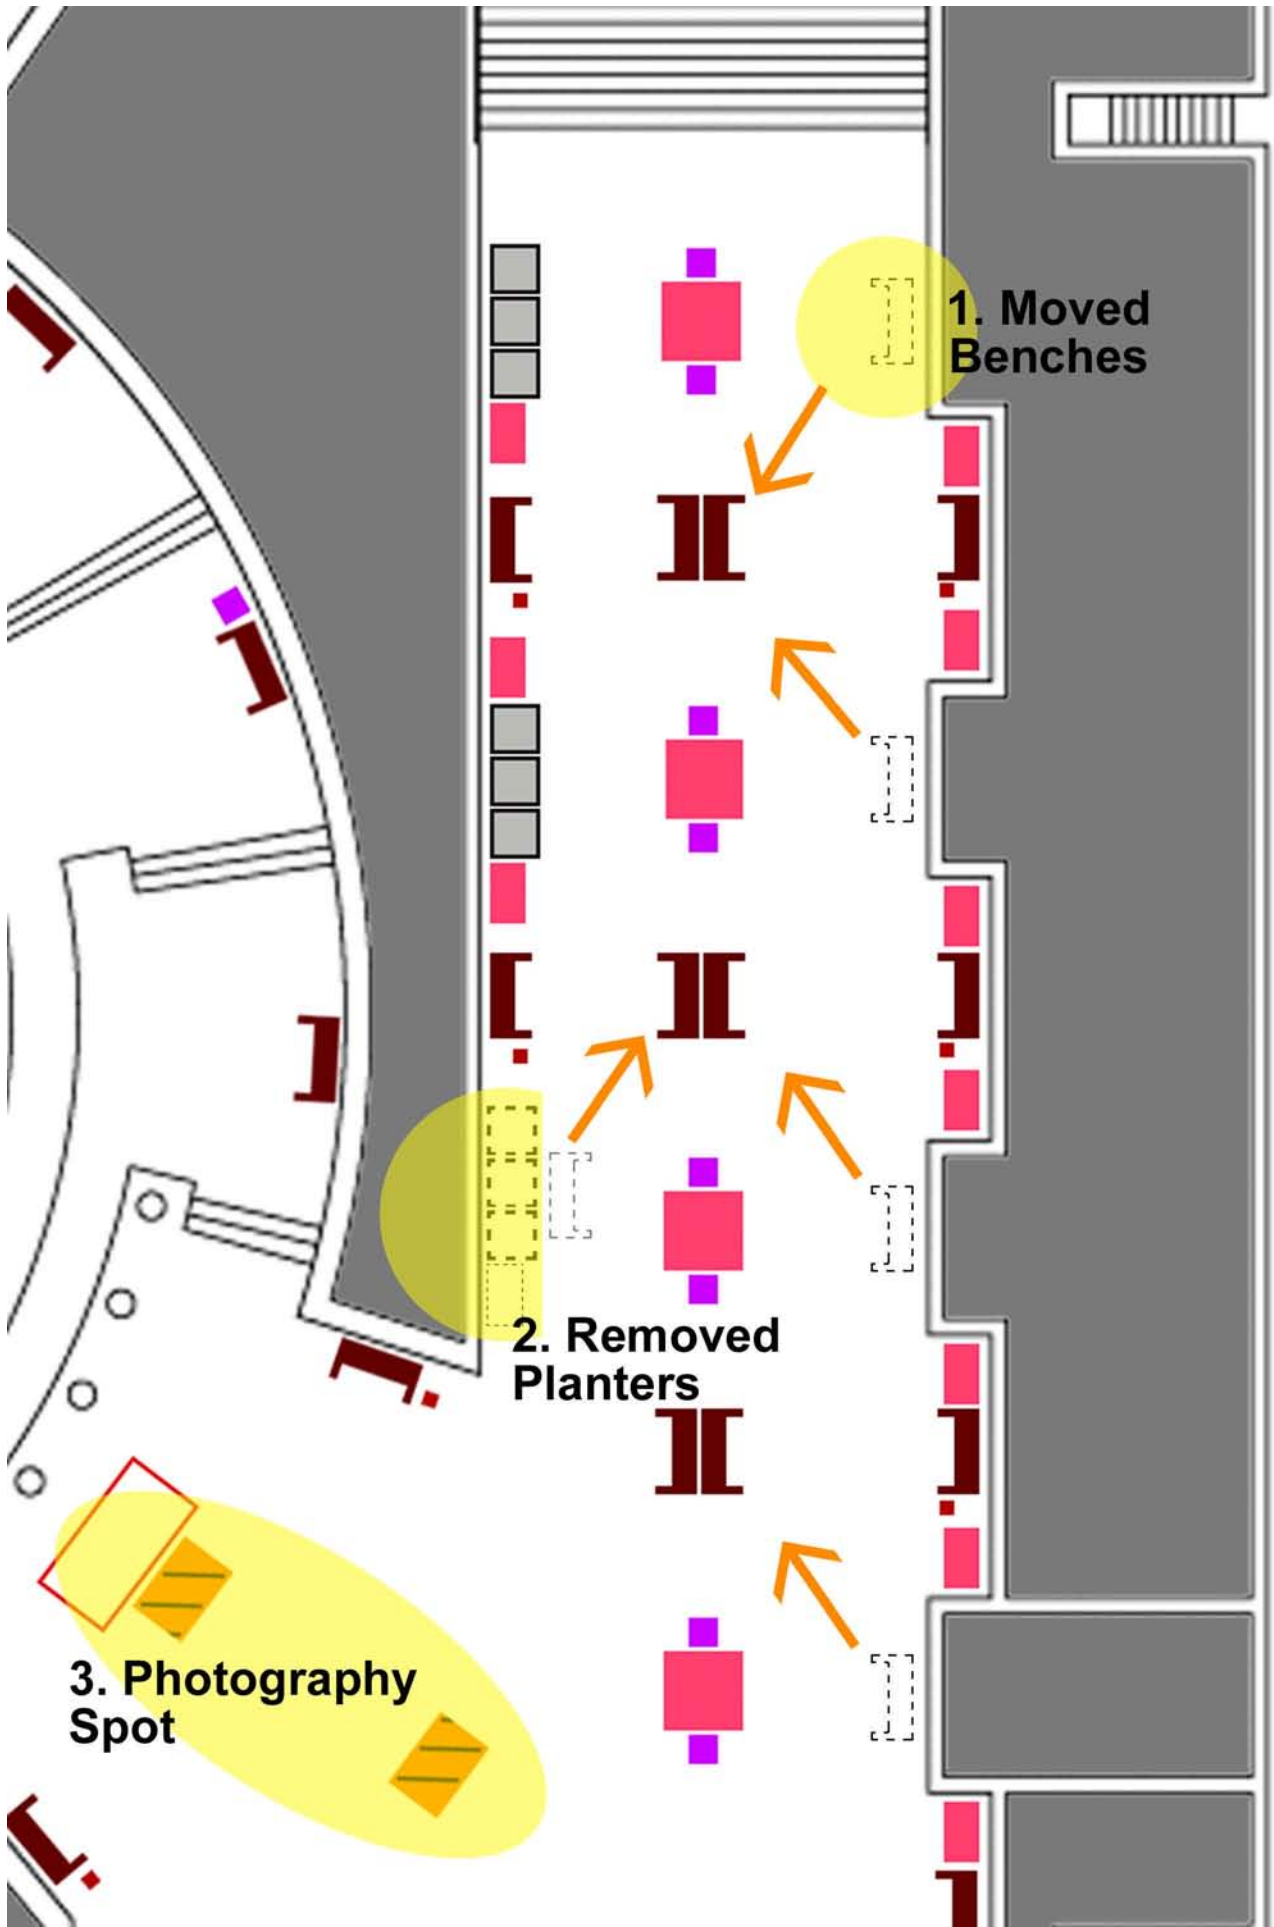 1. Moved
Benches
2. Removed
Planters
3. Photography
Spot